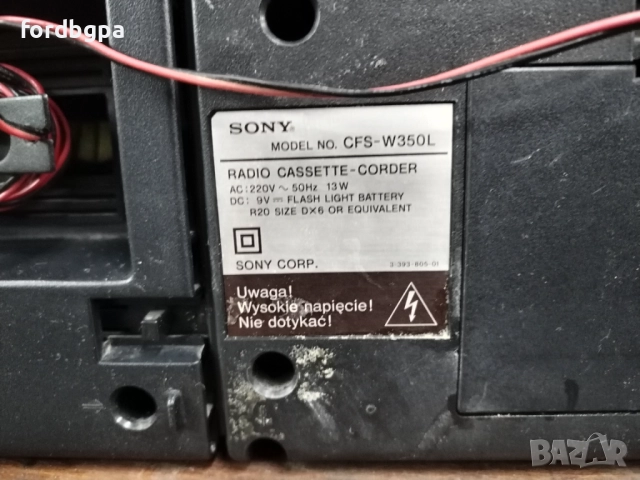 fordbgpa
SONY
MODEL NO. CFS-W350L
RADIO CASSETTE-CORDER
AC:220V ~ 50Hz 13W
DC: 9V ⎓ FLASH LIGHT BATTERY
R20 SIZE D×6 OR EQUIVALENT
SONY CORP. 3-393-805-01
Uwaga!
Wysokie napięcie!
Nie dotykać!
BAZAR